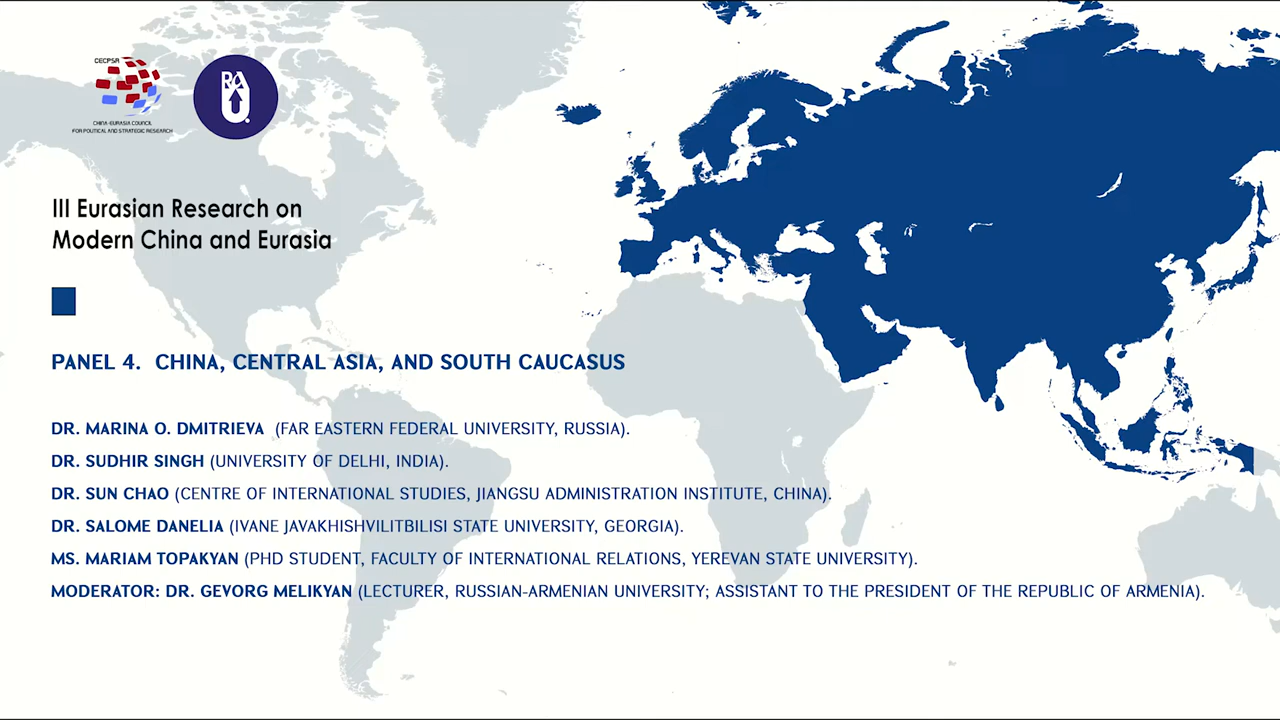 CECPSR
CHINA-EURASIA COUNCIL
FOR POLITICAL AND STRATEGIC RESEARCH
RAU
III Eurasian Research on
Modern China and Eurasia
PANEL 4. CHINA, CENTRAL ASIA, AND SOUTH CAUCASUS
DR. MARINA O. DMITRIEVA (FAR EASTERN FEDERAL UNIVERSITY, RUSSIA).
DR. SUDHIR SINGH (UNIVERSITY OF DELHI, INDIA).
DR. SUN CHAO (CENTRE OF INTERNATIONAL STUDIES, JIANGSU ADMINISTRATION INSTITUTE, CHINA).
DR. SALOME DANELIA (IVANE JAVAKHISHVILITBILISI STATE UNIVERSITY, GEORGIA).
MS. MARIAM TOPAKYAN (PHD STUDENT, FACULTY OF INTERNATIONAL RELATIONS, YEREVAN STATE UNIVERSITY).
MODERATOR: DR. GEVORG MELIKYAN (LECTURER, RUSSIAN-ARMENIAN UNIVERSITY; ASSISTANT TO THE PRESIDENT OF THE REPUBLIC OF ARMENIA).